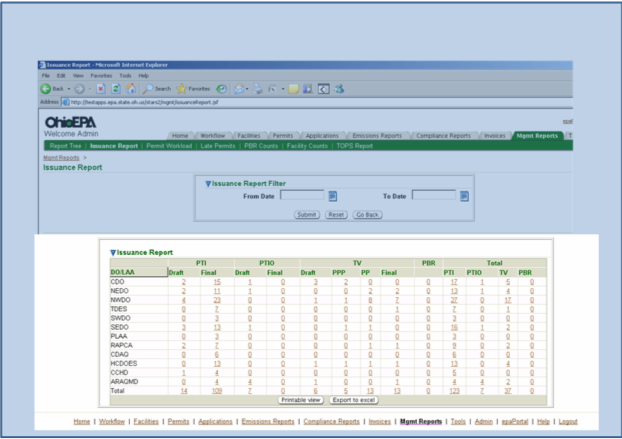 Issuance Report - Microsoft Internet Explorer
File Edit View Favorites Tools Help
Back Search Favorites
Address http://testapps.epa.state.oh.us/stars2/mgmt/issuanceReport.jsf
OhioEPA
Welcome Admin
Home Workflow Facilities Permits Applications Emissions Reports Compliance Reports Invoices Mgmt Reports T
Report Tree | Issuance Report | Permit Workload | Late Permits | PBR Counts | Facility Counts | TOPS Report
Mgmt Reports >
Issuance Report
Issuance Report Filter
From Date To Date
Submit Reset Go Back
Issuance Report
PTI PTIO TV PBR Total
DO/LAA Draft Final Draft Final Draft PPP PP Final PTI PTIO TV PBR
CDO 2 15 1 0 3 2 0 0 0 17 1 5 0
NEDO 2 11 1 0 0 0 2 2 0 13 1 4 0
NWDO 4 23 0 0 1 1 8 7 0 27 0 17 0
TDES 0 7 0 0 0 0 0 1 0 7 0 1 0
SWDO 0 3 0 0 0 0 0 0 0 3 0 0 0
SEDO 3 13 1 0 0 1 1 0 0 16 1 2 0
PLAA 0 3 0 0 0 0 0 0 0 3 0 0 0
RAPCA 2 7 0 0 0 0 1 1 0 9 0 2 0
CDAQ 0 6 0 0 0 0 0 0 0 6 0 0 0
HCDOES 0 13 0 0 1 1 1 1 0 13 0 4 0
CCHD 1 4 0 0 0 0 0 0 0 5 0 0 0
ARAQMD 0 4 4 0 1 0 0 1 0 4 4 2 0
Total 14 109 7 0 6 5 13 13 0 123 7 37 0
Printable view Export to excel
Home | Workflow | Facilities | Permits | Applications | Emissions Reports | Compliance Reports | Invoices | Mgmt Reports | Tools | Admin | epaPortal | Help | Logout